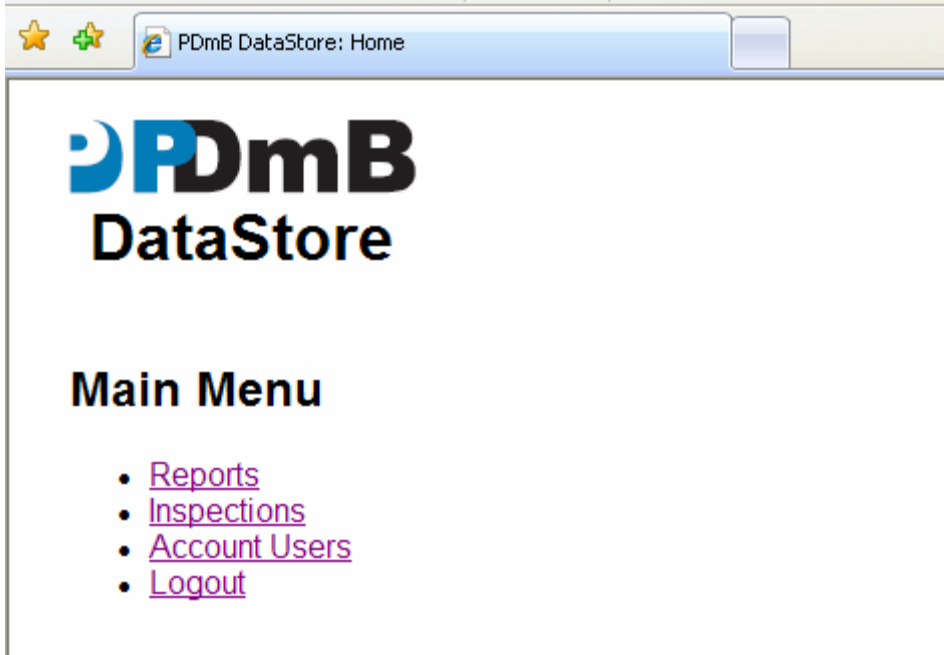 PDmB DataStore: Home
PDmB
DataStore
Main Menu
Reports
Inspections
Account Users
Logout